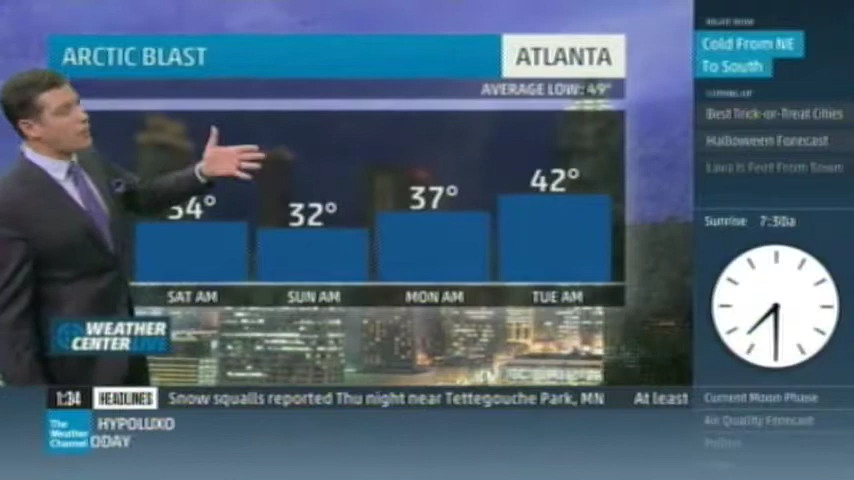 ARCTIC BLAST
ATLANTA
AVERAGE LOW: 49°
34°
32°
37°
42°
SAT AM
SUN AM
MON AM
TUE AM
WEATHER
CENTER LIVE
1:34
HEADLINES
Snow squalls reported Thu night near Tettegouche Park, MN
At least
The
Weather
Channel
HYPOLUXO
ODAY
RIGHT NOW
Cold From NE
To South
COMING UP
Best Trick-or-Treat Cities
Halloween Forecast
Sunrise 7:30a
Current Moon Phase
Air Quality Forecast
Pollen